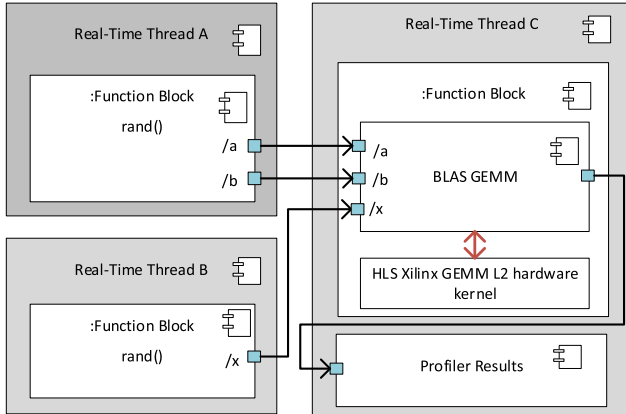 Real-Time Thread A
:Function Block
rand()
/a
/b
Real-Time Thread B
:Function Block
rand()
/x
Real-Time Thread C
:Function Block
/a
/b
/x
BLAS GEMM
HLS Xilinx GEMM L2 hardware
kernel
Profiler Results